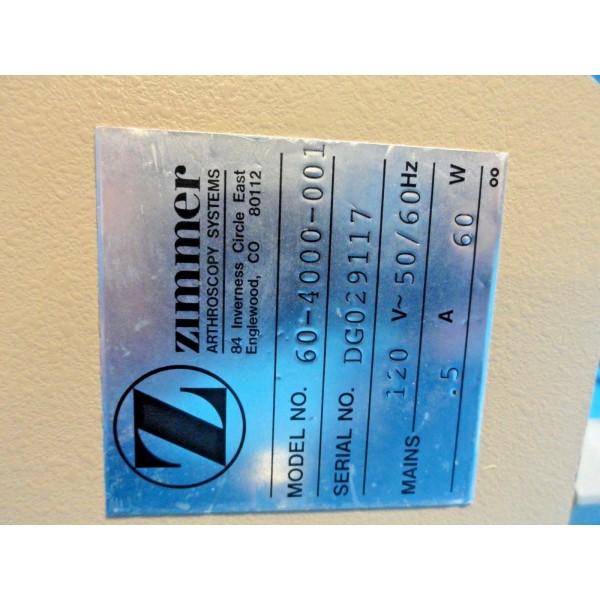 Z
zimmer
ARTHROSCOPY SYSTEMS
84 Inverness Circle East
Englewood, CO 80112
MODEL NO. 60-4000-001
SERIAL NO. DG029117
MAINS 120 V~ 50/60Hz
.5 A 60 W